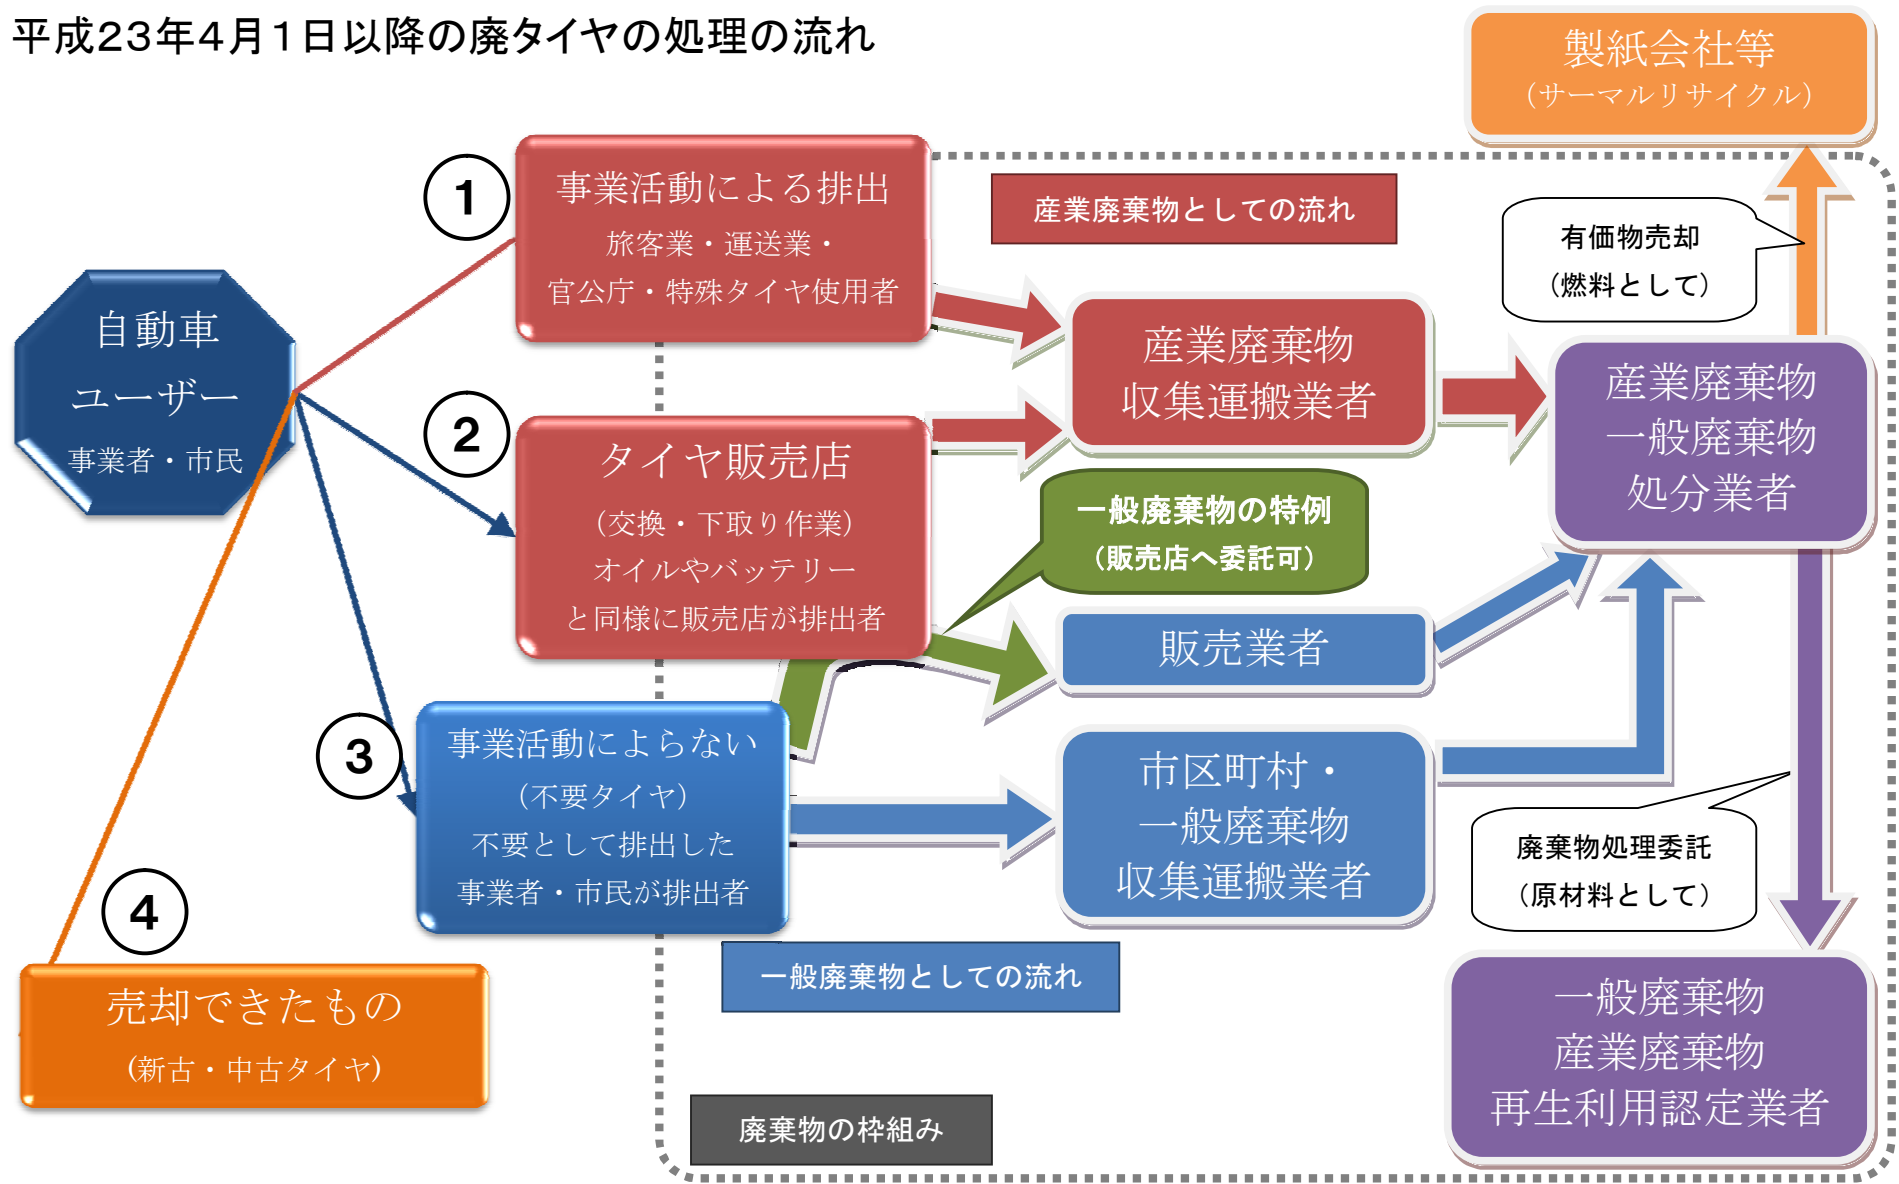 平成23年4月1日以降の廃タイヤの処理の流れ
製紙会社等
（サーマルリサイクル）
①
事業活動による排出
旅客業・運送業・
官公庁・特殊タイヤ使用者
産業廃棄物としての流れ
有価物売却
（燃料として）
自動車
ユーザー
事業者・市民
産業廃棄物
収集運搬業者
産業廃棄物
一般廃棄物
処分業者
②
タイヤ販売店
（交換・下取り作業）
オイルやバッテリー
と同様に販売店が排出者
一般廃棄物の特例
（販売店へ委託可）
販売業者
③
事業活動によらない
（不要タイヤ）
不要として排出した
事業者・市民が排出者
市区町村・
一般廃棄物
収集運搬業者
廃棄物処理委託
（原材料として）
④
売却できたもの
(新古・中古タイヤ)
一般廃棄物としての流れ
一般廃棄物
産業廃棄物
再生利用認定業者
廃棄物の枠組み